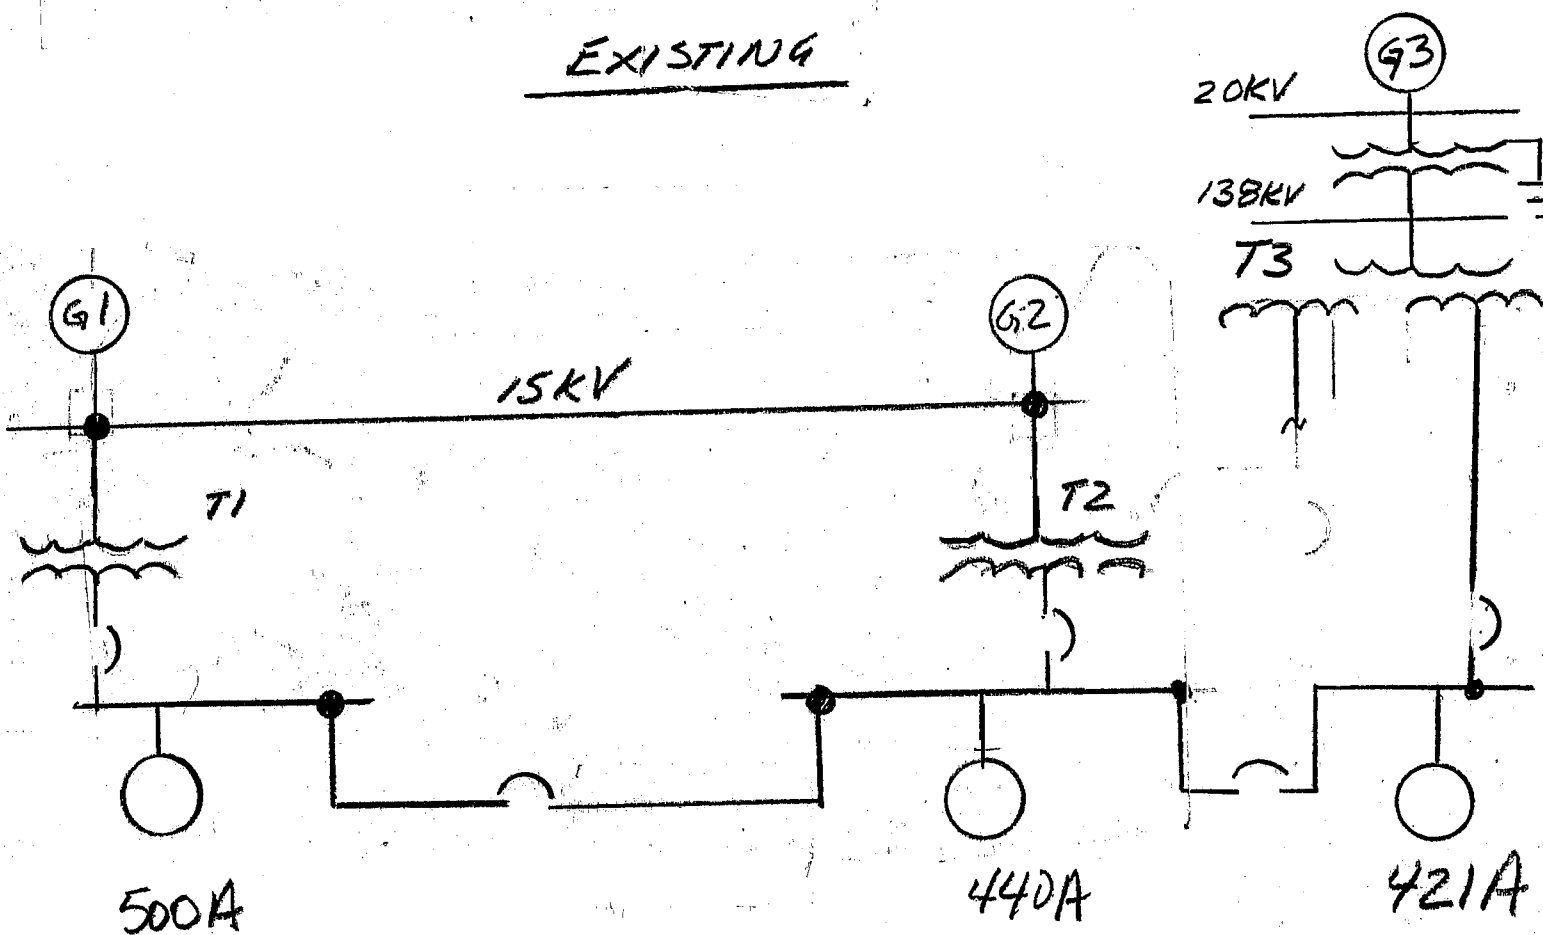 EXISTING
G3
20KV
138KV
T3
G1
G2
15KV
T1
T2
500A
440A
421A